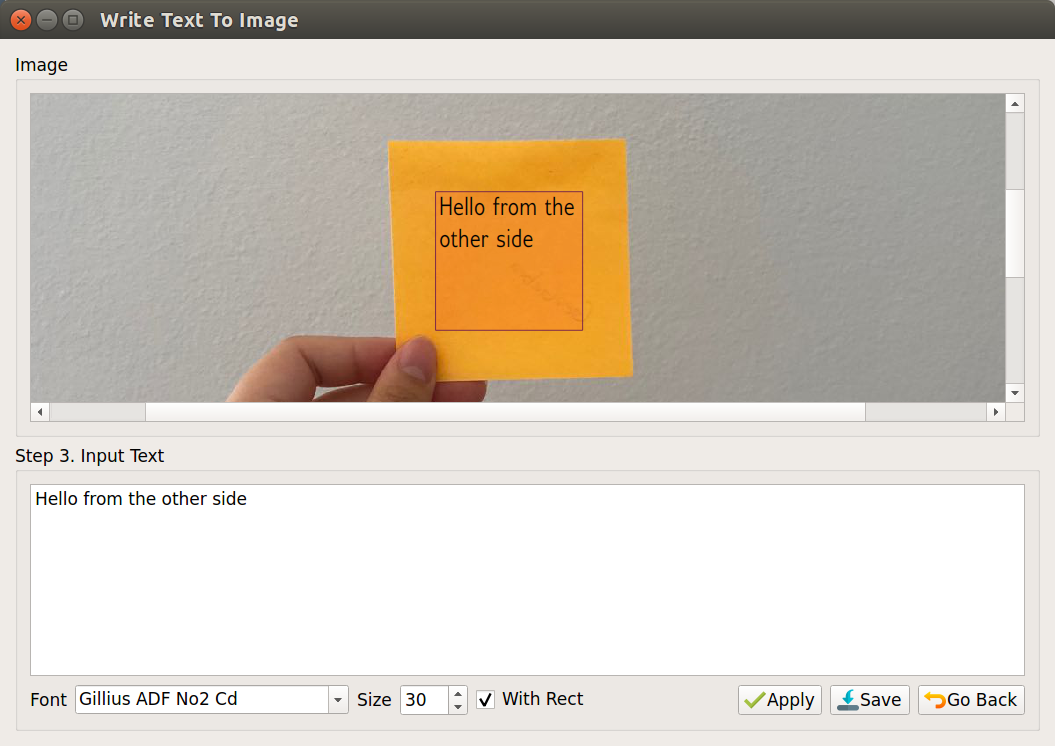 Write Text To Image
Image
Hello from the
other side
Step 3. Input Text
Hello from the other side
Font Gillius ADF No2 Cd Size 30 With Rect Apply Save Go Back